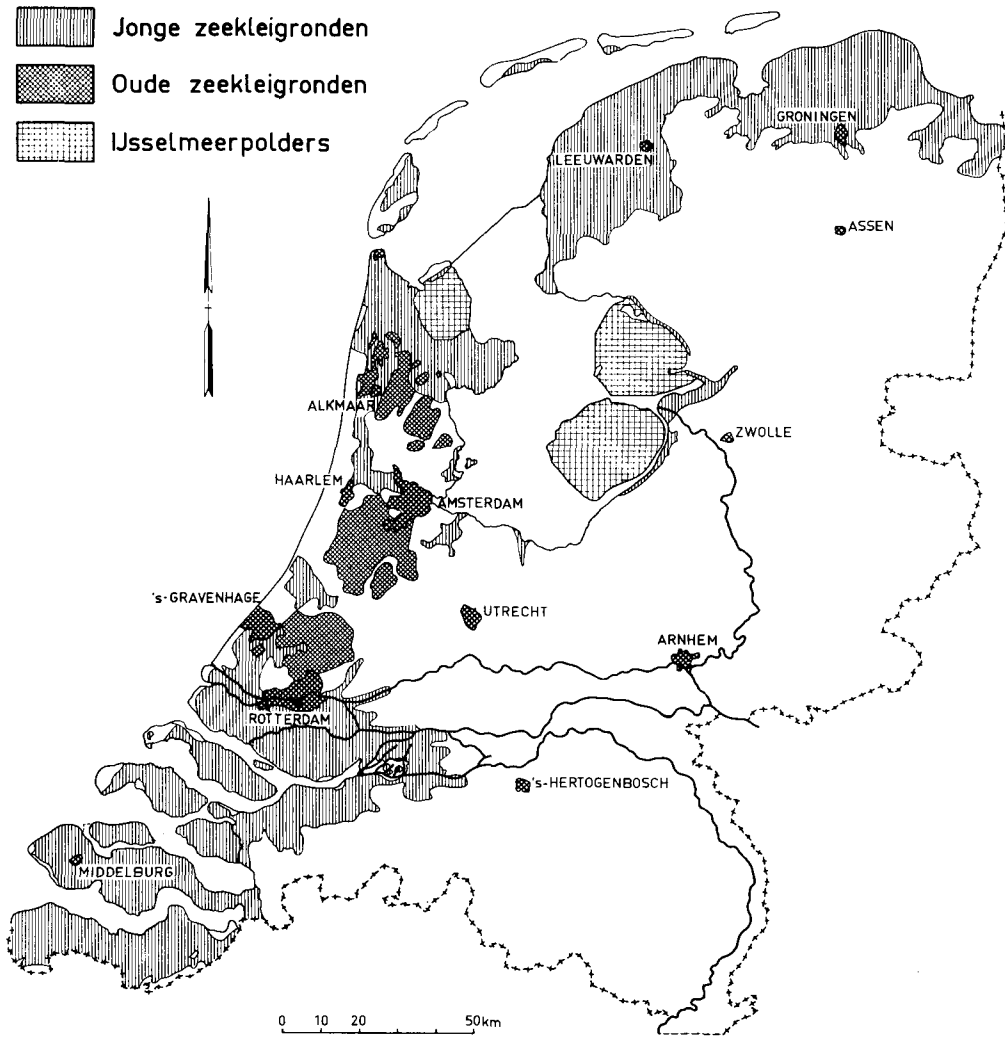 Jonge zeekleigronden
Oude zeekleigronden
IJsselmeerpolders
GRONINGEN
LEEUWARDEN
ASSEN
ALKMAAR
ZWOLLE
HAARLEM
AMSTERDAM
's-GRAVENHAGE
UTRECHT
ARNHEM
ROTTERDAM
's-HERTOGENBOSCH
MIDDELBURG
0 10 20 50km